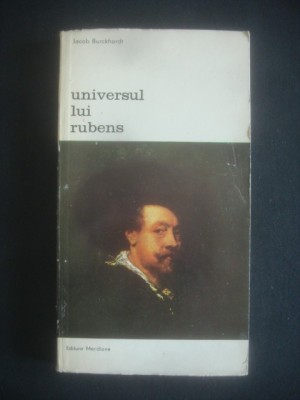 Jacob Burckhardt
universul
lui
rubens
Editura Meridiane